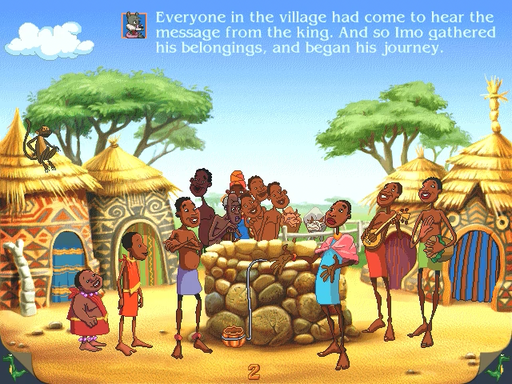 Everyone in the village had come to hear the
message from the king. And so Imo gathered
his belongings, and began his journey.
2